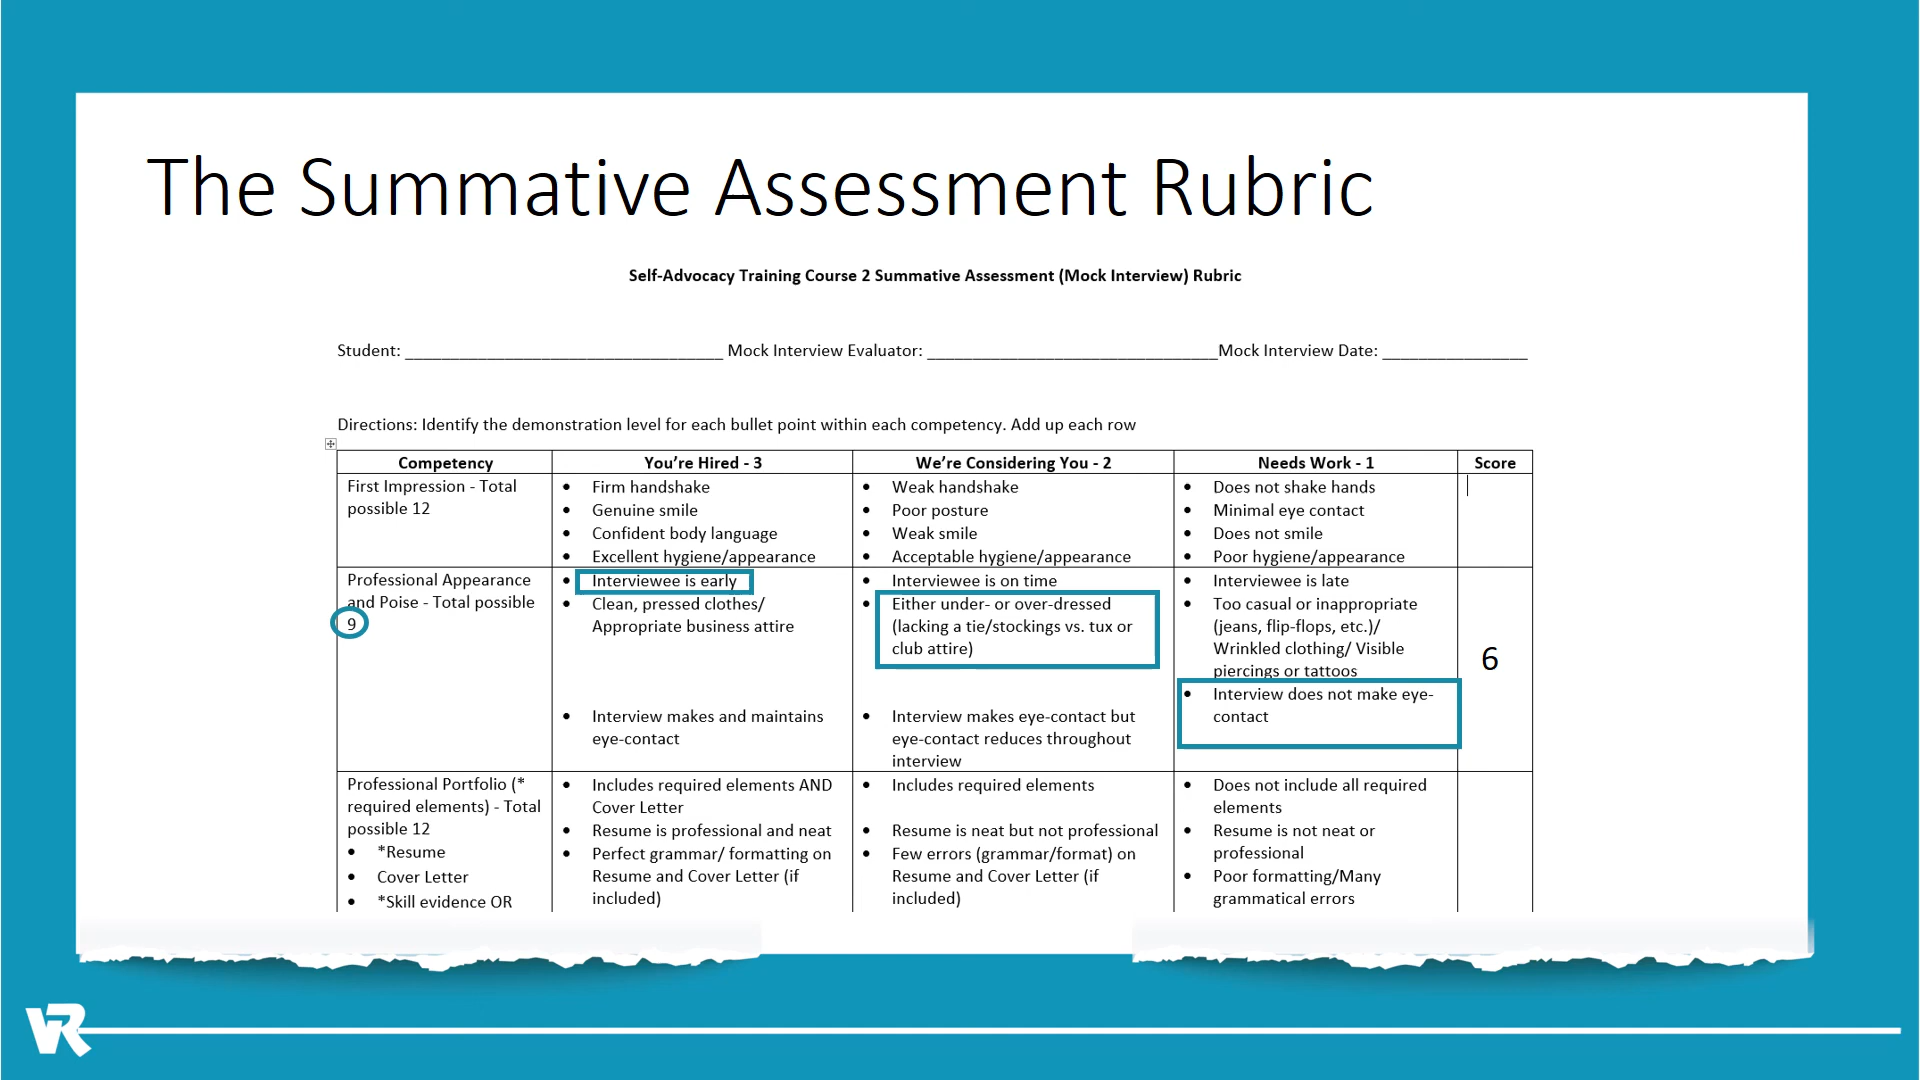 The Summative Assessment Rubric
Self-Advocacy Training Course 2 Summative Assessment (Mock Interview) Rubric
Student: ___________________________________ Mock Interview Evaluator: ________________________________Mock Interview Date: ________________
Directions: Identify the demonstration level for each bullet point within each competency. Add up each row
Competency You’re Hired - 3 We’re Considering You - 2 Needs Work - 1 Score
First Impression - Total
possible 12
• Firm handshake
• Genuine smile
• Confident body language
• Excellent hygiene/appearance
• Weak handshake
• Poor posture
• Weak smile
• Acceptable hygiene/appearance
• Does not shake hands
• Minimal eye contact
• Does not smile
• Poor hygiene/appearance
Professional Appearance
and Poise - Total possible
9
• Interviewee is early
• Clean, pressed clothes/
Appropriate business attire
• Interview makes and maintains
eye-contact
• Interviewee is on time
• Either under- or over-dressed
(lacking a tie/stockings vs. tux or
club attire)
• Interview makes eye-contact but
eye-contact reduces throughout
interview
• Interviewee is late
• Too casual or inappropriate
(jeans, flip-flops, etc.)/
Wrinkled clothing/ Visible
piercings or tattoos
• Interview does not make eye-
contact
6
Professional Portfolio (*
required elements) - Total
possible 12
• *Resume
• Cover Letter
• *Skill evidence OR
• Includes required elements AND
Cover Letter
• Resume is professional and neat
• Perfect grammar/ formatting on
Resume and Cover Letter (if
included)
• Includes required elements
• Resume is neat but not professional
• Few errors (grammar/format) on
Resume and Cover Letter (if
included)
• Does not include all required
elements
• Resume is not neat or
professional
• Poor formatting/Many
grammatical errors
VR